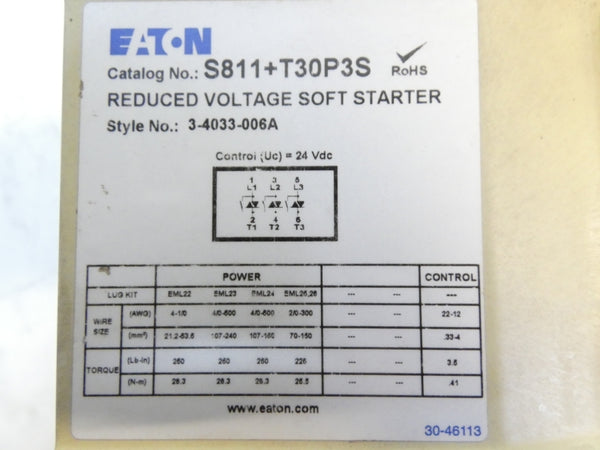 EATON
Catalog No.: S811+T30P3S RoHS
REDUCED VOLTAGE SOFT STARTER
Style No.: 3-4033-006A
Control (Uc) = 24 Vdc
1 3 5
L1 L2 L3
2 4 6
T1 T2 T3
POWER CONTROL
LUG KIT EML22 EML23 EML24 EML25,26 --- --- ---
WIRE SIZE (AWG) 4-1/0 4/0-500 4/0-500 2/0-300 --- --- 22-12
(mm²) 21.2-53.5 107-240 70-150 --- --- .33-4
TORQUE (Lb-in) 250 250 250 225 --- --- 3.5
(N-m) 28.3 28.3 28.3 25.5 --- --- .41
www.eaton.com
30-46113